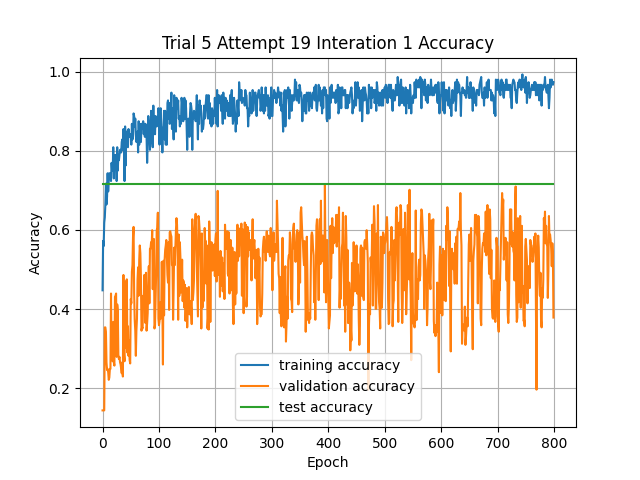 Trial 5 Attempt 19 Interation 1 Accuracy
1.0
0.8
0.6
0.4
0.2
Accuracy
training accuracy
validation accuracy
test accuracy
0 100 200 300 400 500 600 700 800
Epoch